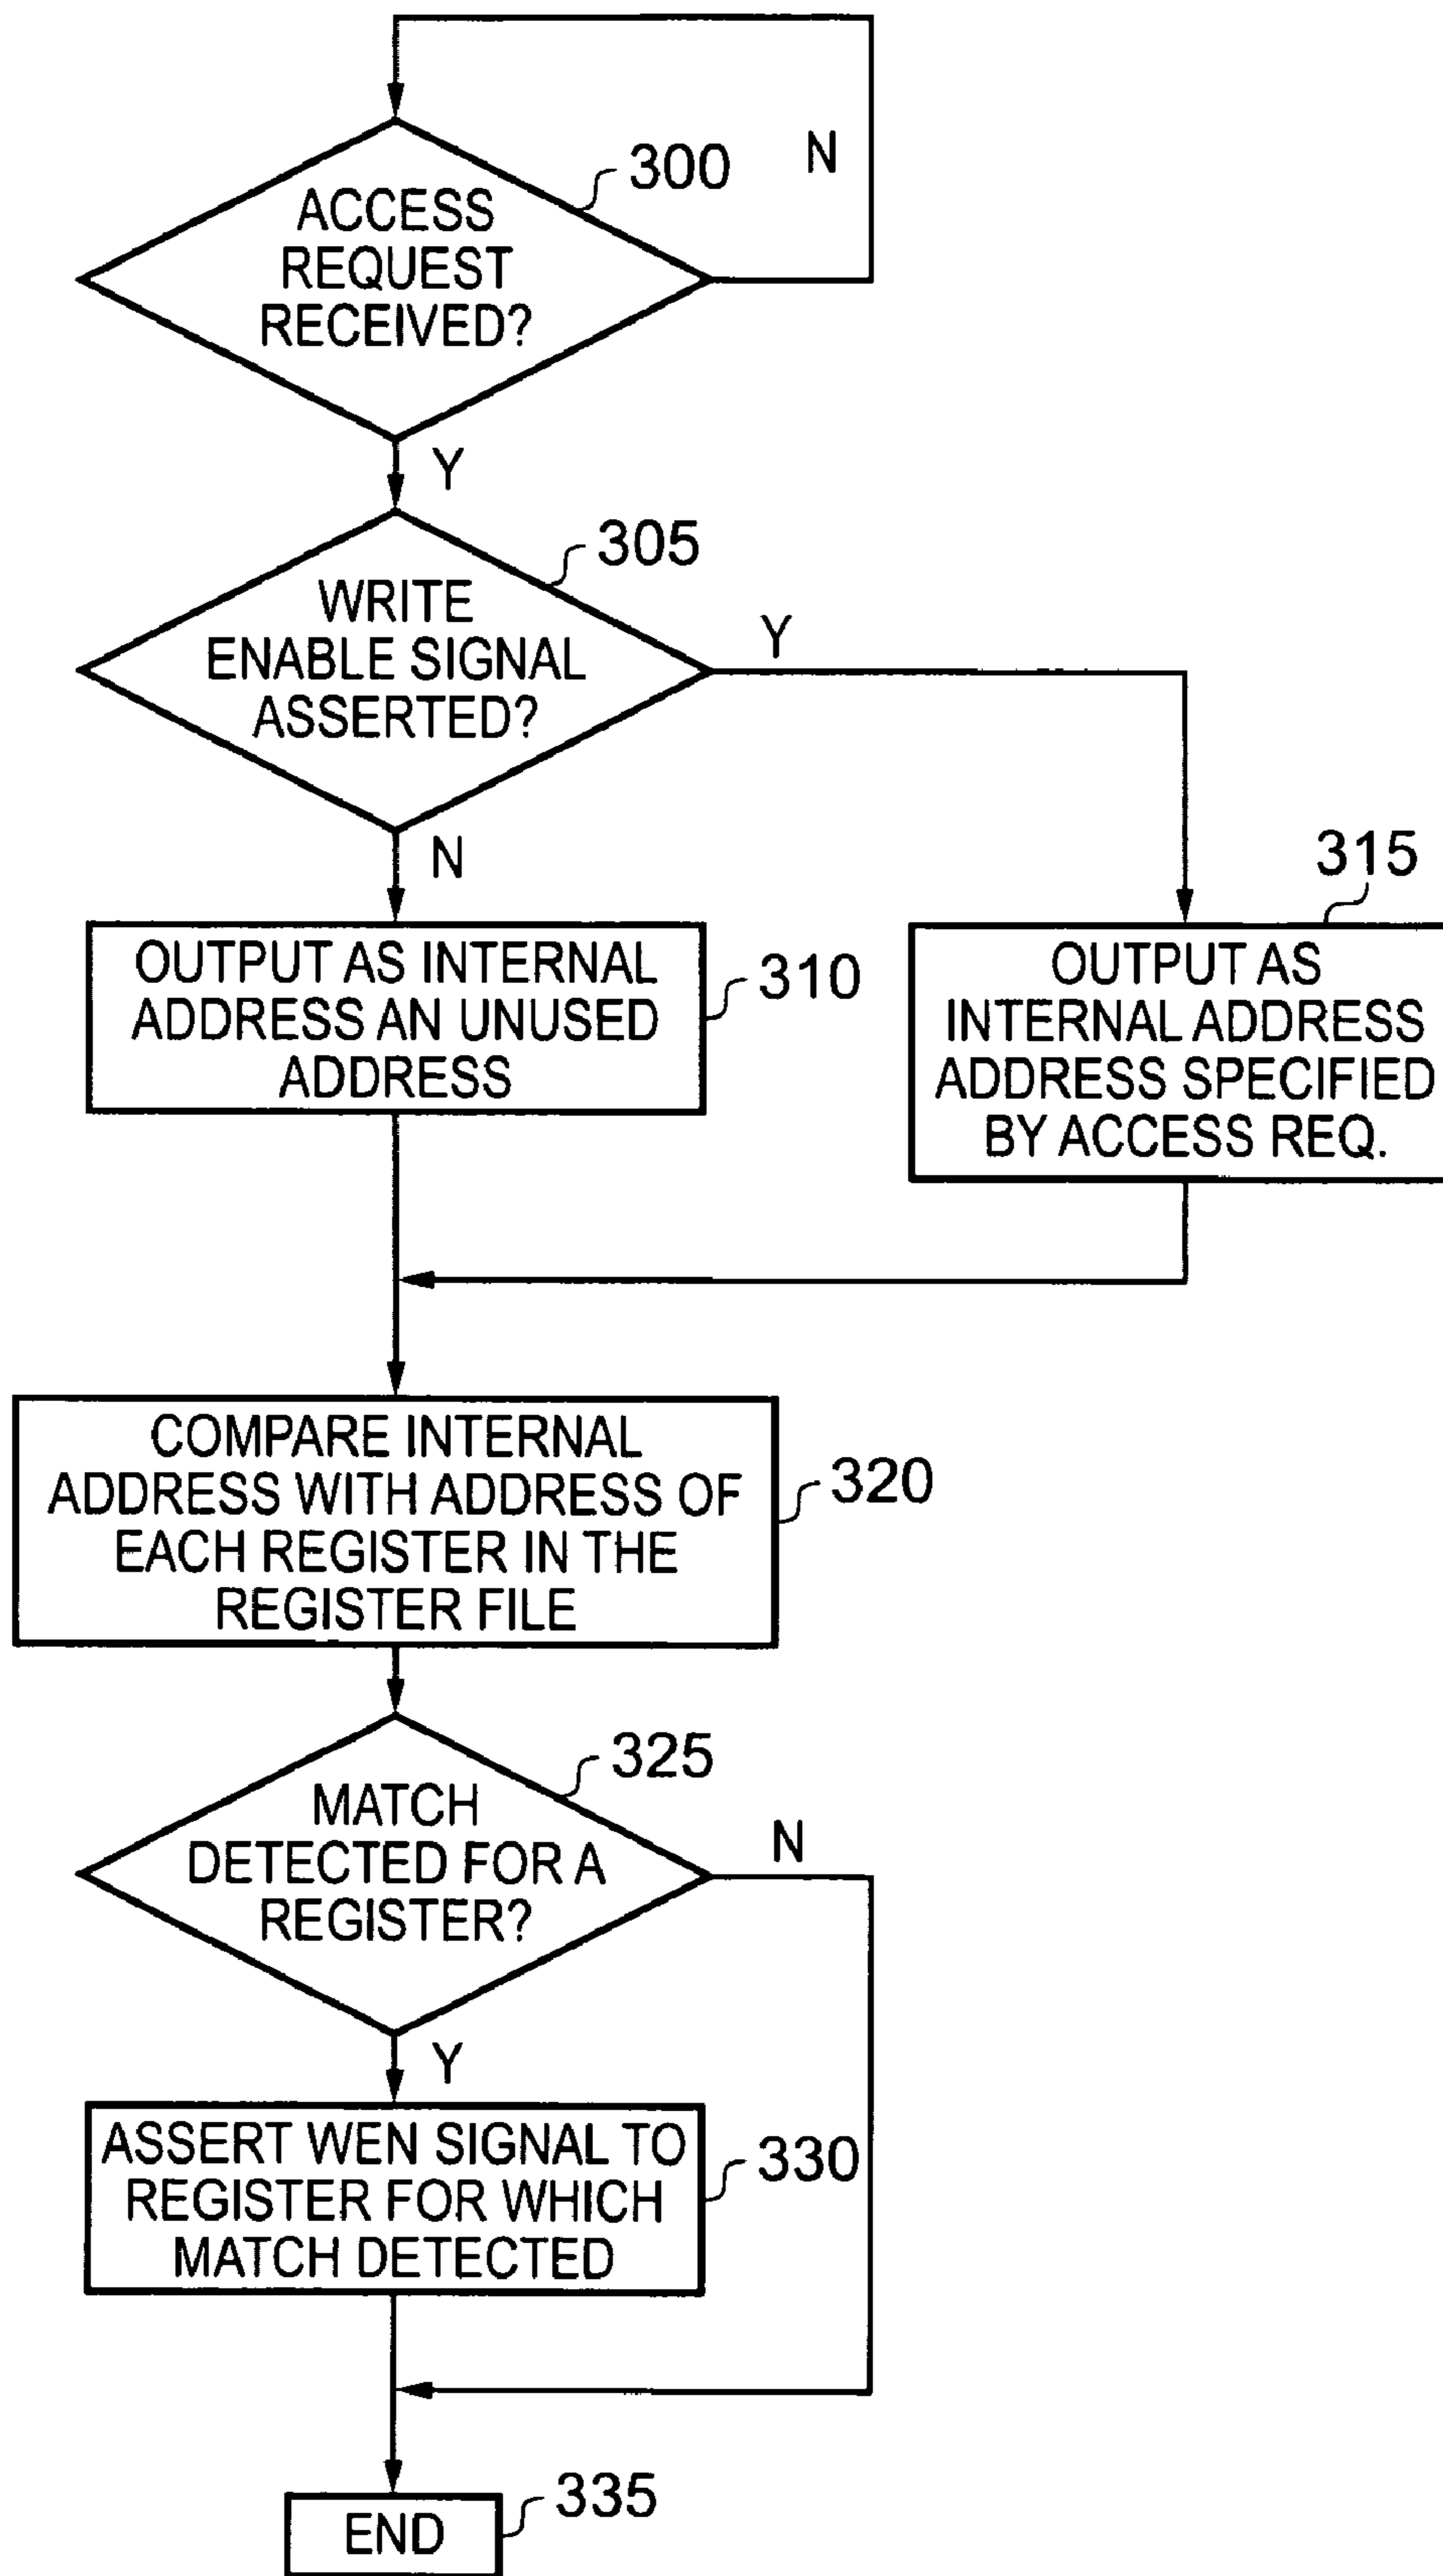 N
300
ACCESS
REQUEST
RECEIVED?
Y
305
WRITE
ENABLE SIGNAL
ASSERTED?
Y
N
315
OUTPUT AS INTERNAL
ADDRESS AN UNUSED
ADDRESS
310
OUTPUT AS
INTERNAL ADDRESS
ADDRESS SPECIFIED
BY ACCESS REQ.
COMPARE INTERNAL
ADDRESS WITH ADDRESS OF
EACH REGISTER IN THE
REGISTER FILE
320
325
MATCH
DETECTED FOR A
REGISTER?
N
Y
ASSERT WEN SIGNAL TO
REGISTER FOR WHICH
MATCH DETECTED
330
END
335